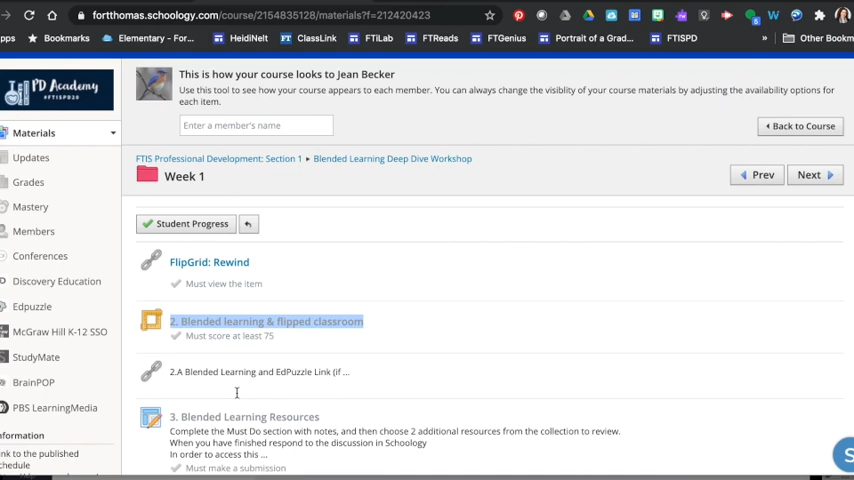 fortthomas.schoology.com/course/2154835128/materials?f=212420423
pps Bookmarks Elementary - For... HeidiNelt ClassLink FTiLab FTReads FTGenius Portrait of a Grad... FTISPD » Other Bookm
PD Academy
#FTISPD20
This is how your course looks to Jean Becker
Use this tool to see how your course appears to each member. You can always change the visiblity of your course materials by adjusting the availability options for
each item.
Enter a member's name
Back to Course
Materials
Updates
Grades
Mastery
Members
Conferences
Discovery Education
Edpuzzle
McGraw Hill K-12 SSO
StudyMate
BrainPOP
PBS LearningMedia
Information
ink to the published
schedule
FTIS Professional Development: Section 1 ▸ Blended Learning Deep Dive Workshop
Week 1
Prev Next
Student Progress
FlipGrid: Rewind
Must view the item
2. Blended learning & flipped classroom
Must score at least 75
2.A Blended Learning and EdPuzzle Link (if ...
3. Blended Learning Resources
Complete the Must Do section with notes, and then choose 2 additional resources from the collection to review.
When you have finished respond to the discussion in Schoology
In order to access this ...
Must make a submission
S